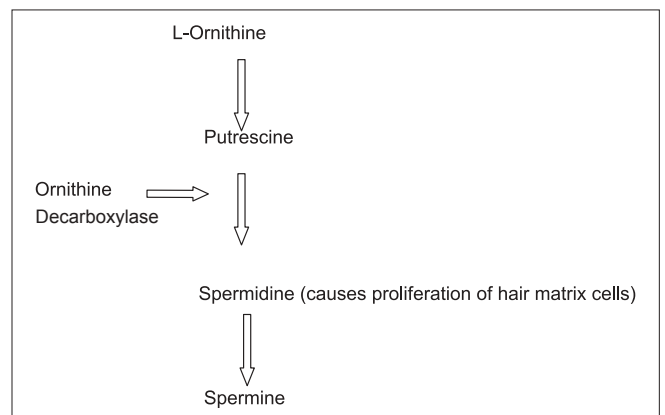 L-Ornithine
Putrescine
Ornithine
Decarboxylase
Spermidine (causes proliferation of hair matrix cells)
Spermine